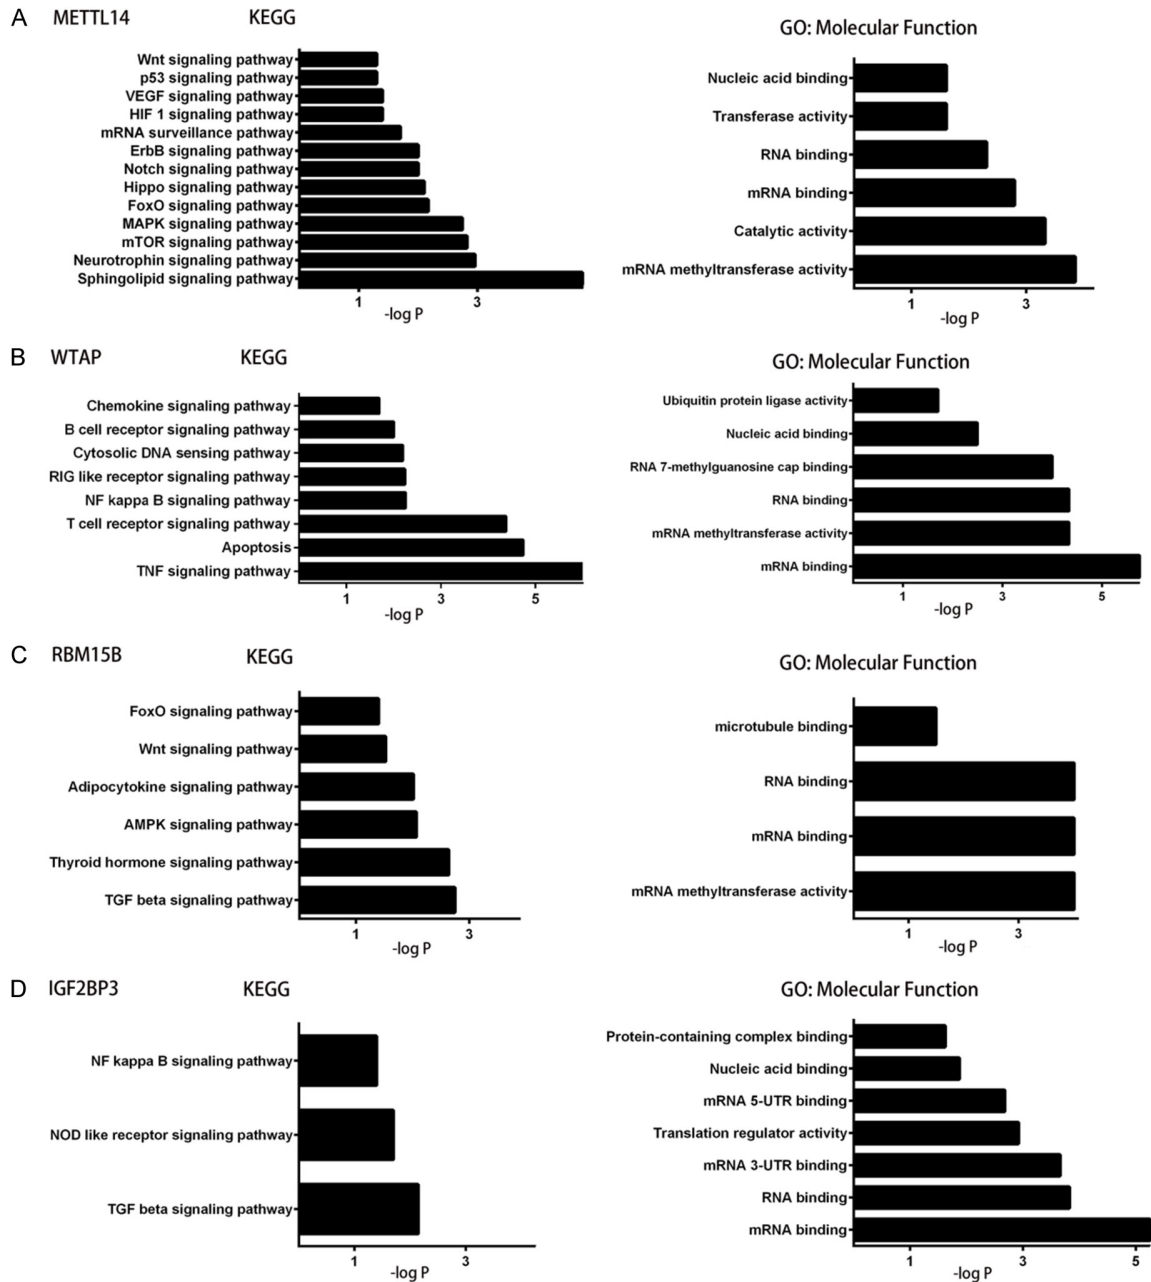 A METTL14 KEGG
Wnt signaling pathway
p53 signaling pathway
VEGF signaling pathway
HIF 1 signaling pathway
mRNA surveillance pathway
ErbB signaling pathway
Notch signaling pathway
Hippo signaling pathway
FoxO signaling pathway
MAPK signaling pathway
mTOR signaling pathway
Neurotrophin signaling pathway
Sphingolipid signaling pathway
1 3
-log P
GO: Molecular Function
Nucleic acid binding
Transferase activity
RNA binding
mRNA binding
Catalytic activity
mRNA methyltransferase activity
1 3
-log P
B WTAP KEGG
Chemokine signaling pathway
B cell receptor signaling pathway
Cytosolic DNA sensing pathway
RIG like receptor signaling pathway
NF kappa B signaling pathway
T cell receptor signaling pathway
Apoptosis
TNF signaling pathway
1 3 5
-log P
GO: Molecular Function
Ubiquitin protein ligase activity
Nucleic acid binding
RNA 7-methylguanosine cap binding
RNA binding
mRNA methyltransferase activity
mRNA binding
1 3 5
-log P
C RBM15B KEGG
FoxO signaling pathway
Wnt signaling pathway
Adipocytokine signaling pathway
AMPK signaling pathway
Thyroid hormone signaling pathway
TGF beta signaling pathway
1 3
-log P
GO: Molecular Function
microtubule binding
RNA binding
mRNA binding
mRNA methyltransferase activity
1 3
-log P
D IGF2BP3 KEGG
NF kappa B signaling pathway
NOD like receptor signaling pathway
TGF beta signaling pathway
1 3
-log P
GO: Molecular Function
Protein-containing complex binding
Nucleic acid binding
mRNA 5-UTR binding
Translation regulator activity
mRNA 3-UTR binding
RNA binding
mRNA binding
1 3 5
-log P